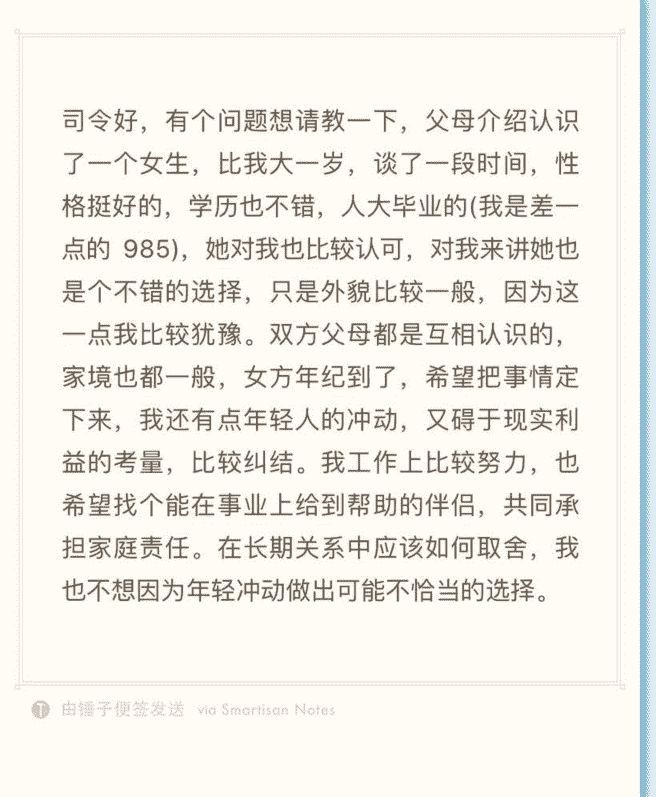 司令好，有个问题想请教一下，父母介绍认识
了一个女生，比我大一岁，谈了一段时间，性
格挺好的，学历也不错，人大毕业的(我是差一
点的 985)，她对我也比较认可，对我来讲她也
是个不错的选择，只是外貌比较一般，因为这
一点我比较犹豫。双方父母都是互相认识的，
家境也都一般，女方年纪到了，希望把事情定
下来，我还有点年轻人的冲动，又碍于现实利
益的考量，比较纠结。我工作上比较努力，也
希望找个能在事业上给到帮助的伴侣，共同承
担家庭责任。在长期关系中应该如何取舍，我
也不想因为年轻冲动做出可能不恰当的选择。
由锤子便签发送 via Smartisan Notes